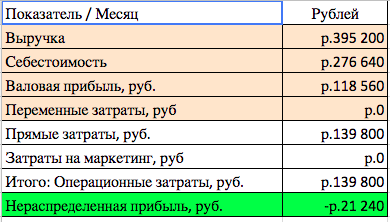 Показатель / Месяц Рублей
Выручка р.395 200
Себестоимость р.276 640
Валовая прибыль, руб. р.118 560
Переменные затраты, руб р.0
Прямые затраты, руб. р.139 800
Затраты на маркетинг, руб р.0
Итого: Операционные затраты, руб. р.139 800
Нераспределенная прибыль, руб. -р.21 240